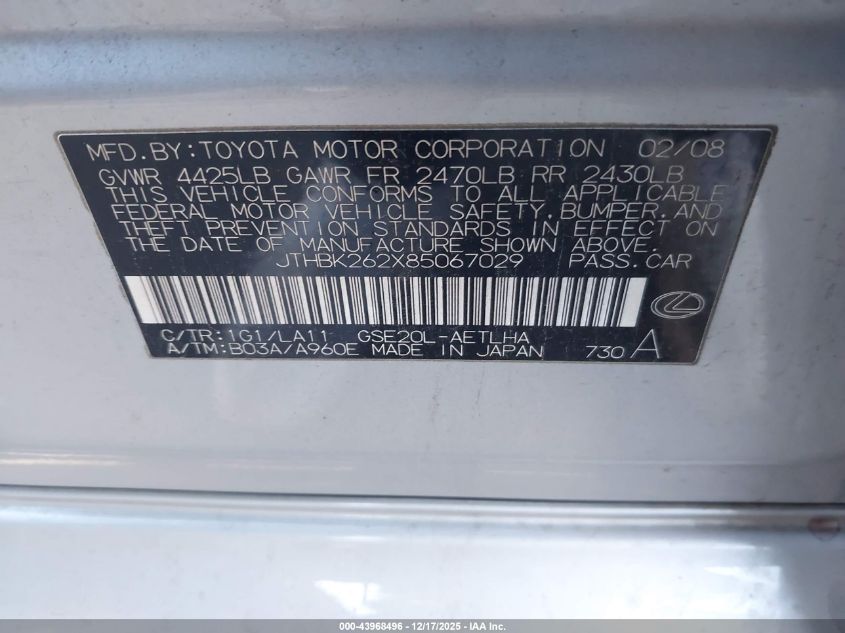 MFD.BY:TOYOTA MOTOR CORPORATION 02/08
GVWR 4425LB GAWR FR 2470LB RR 2430LB
THIS VEHICLE CONFORMS TO ALL APPLICABLE
FEDERAL MOTOR VEHICLE SAFETY,BUMPER,AND
THEFT PREVENTION STANDARDS IN EFFECT ON
THE DATE OF MANUFACTURE SHOWN ABOVE.
JTHBK262X85067029 PASS.CAR
C/TR:1G1/LA11 GSE20L-AETLHA
A/TM:B03A/A960E MADE IN JAPAN 730 A
000-43968496 - 12/17/2025 - IAA Inc.